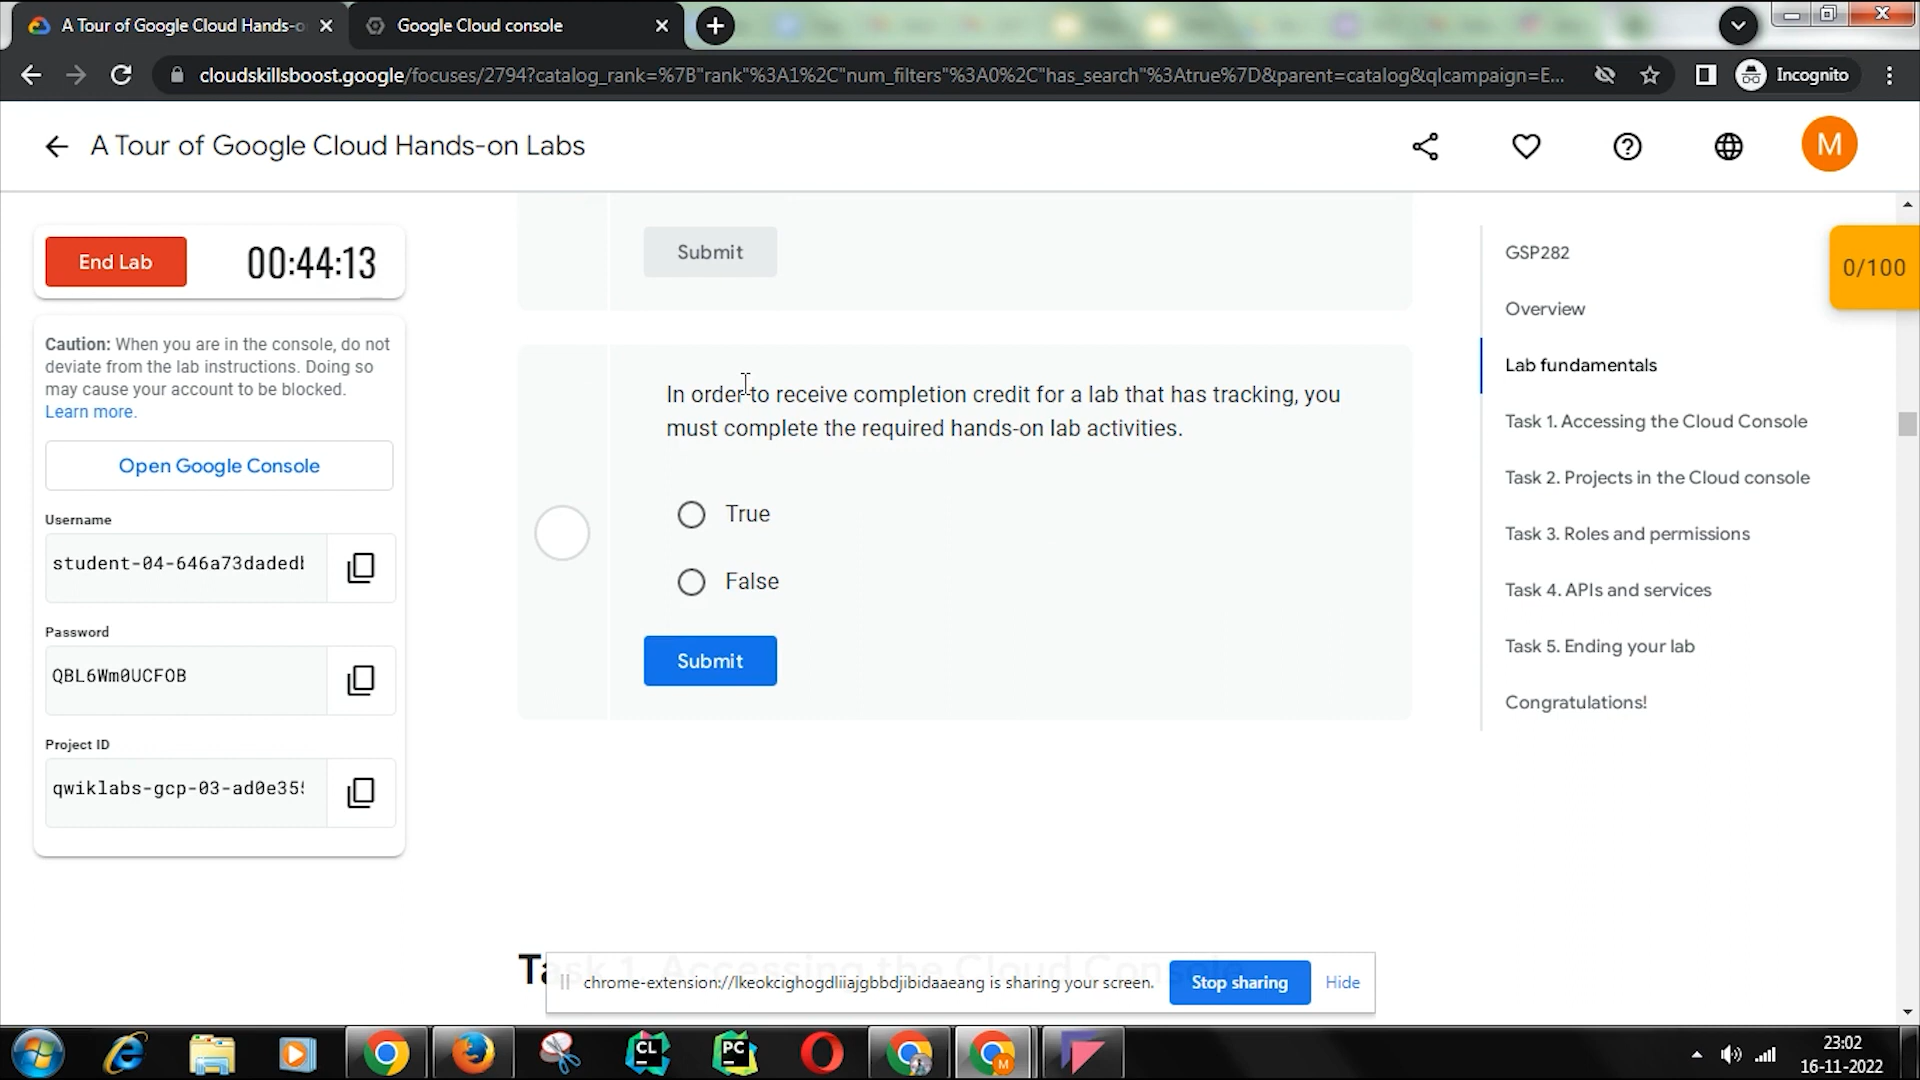 A Tour of Google Cloud Hands-o
Google Cloud console
cloudskillsboost.google/focuses/2794?catalog_rank=%7B"rank"%3A1%2C"num_filters"%3A0%2C"has_search"%3Atrue%7D&parent=catalog&qlcampaign=E...
Incognito
A Tour of Google Cloud Hands-on Labs
M
End Lab
00:44:13
Caution: When you are in the console, do not
deviate from the lab instructions. Doing so
may cause your account to be blocked.
Learn more.
Open Google Console
Username
student-04-646a73daded
Password
QBL6Wm0UCFOB
Project ID
qwiklabs-gcp-03-ad0e35
Submit
In order to receive completion credit for a lab that has tracking, you
must complete the required hands-on lab activities.
True
False
Submit
Task 1. Accessing the Cloud Console
GSP282
Overview
Lab fundamentals
Task 1. Accessing the Cloud Console
Task 2. Projects in the Cloud console
Task 3. Roles and permissions
Task 4. APIs and services
Task 5. Ending your lab
Congratulations!
0/100
chrome-extension://lkeokcighogdliiajgbbdjibidaaeang is sharing your screen.
Stop sharing
Hide
CL
PC
M
23:02
16-11-2022